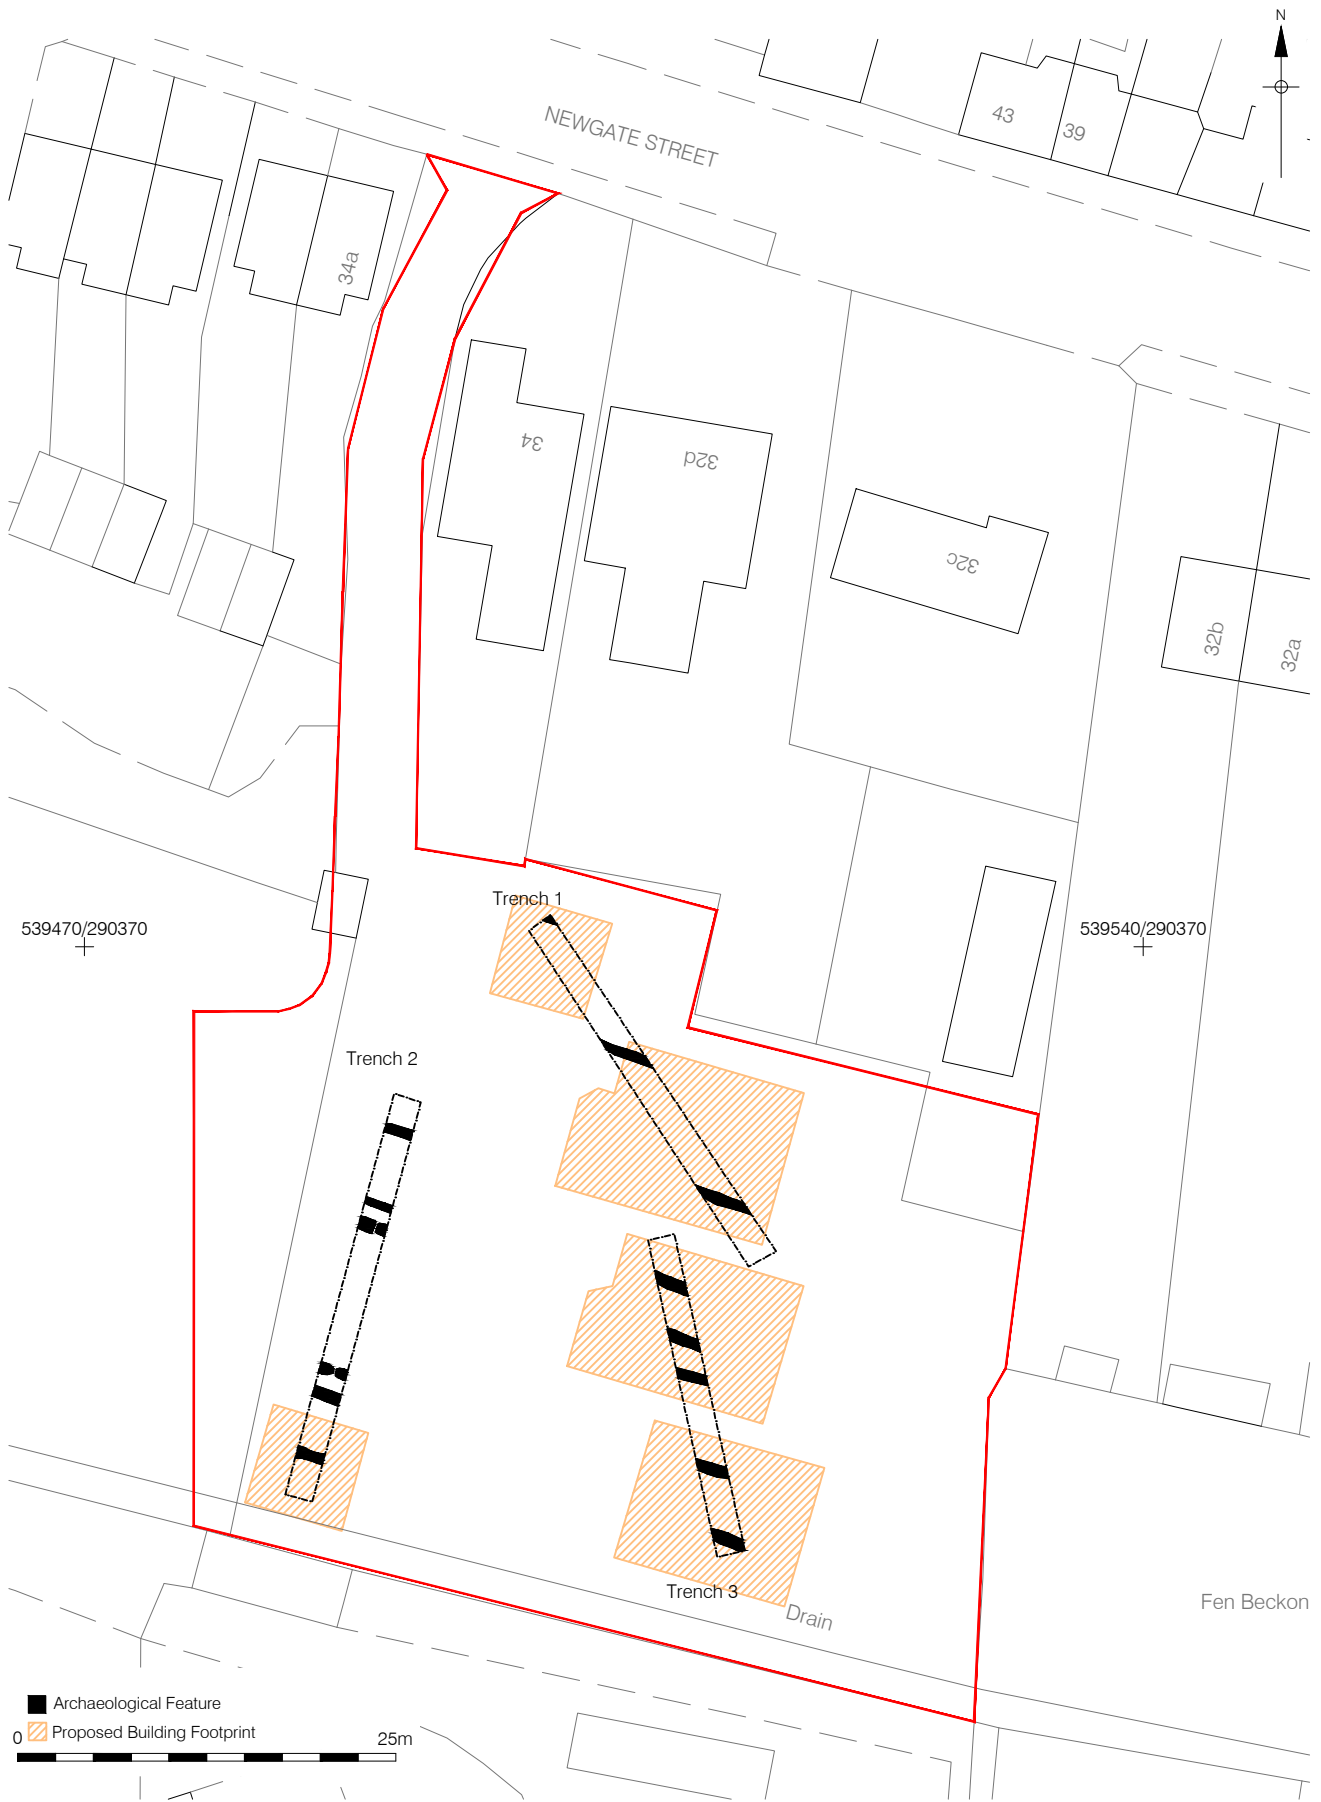 N
NEWGATE STREET
43
39
34a
34
32d
32c
32b
32a
Trench 1
539470/290370
539540/290370
Trench 2
Trench 3
Drain
Fen Beckon
Archaeological Feature
Proposed Building Footprint
0
25m